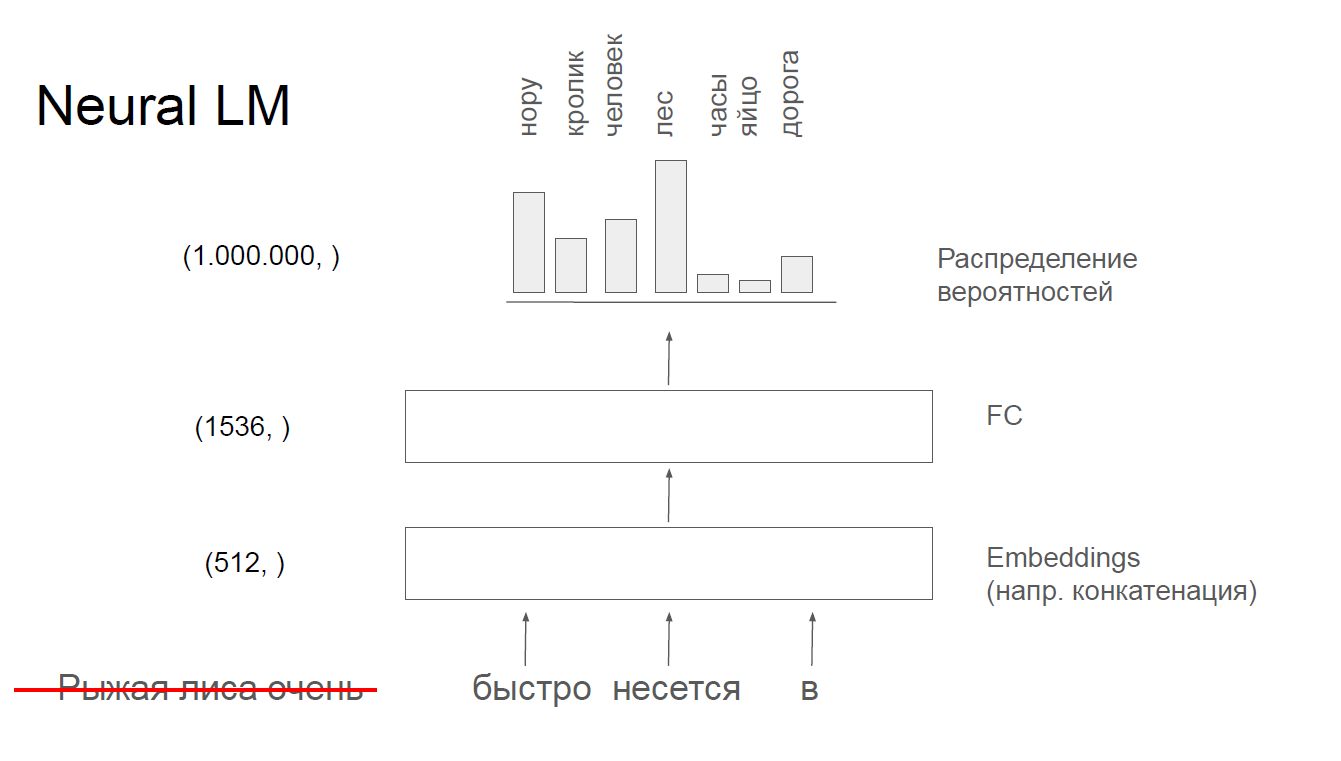 Neural LM
нору
кролик
человек
лес
часы
яйцо
дорога
(1.000.000, )
Распределение
вероятностей
(1536, )
FC
(512, )
Embeddings
(напр. конкатенация)
Рыжая лиса очень быстро несется в